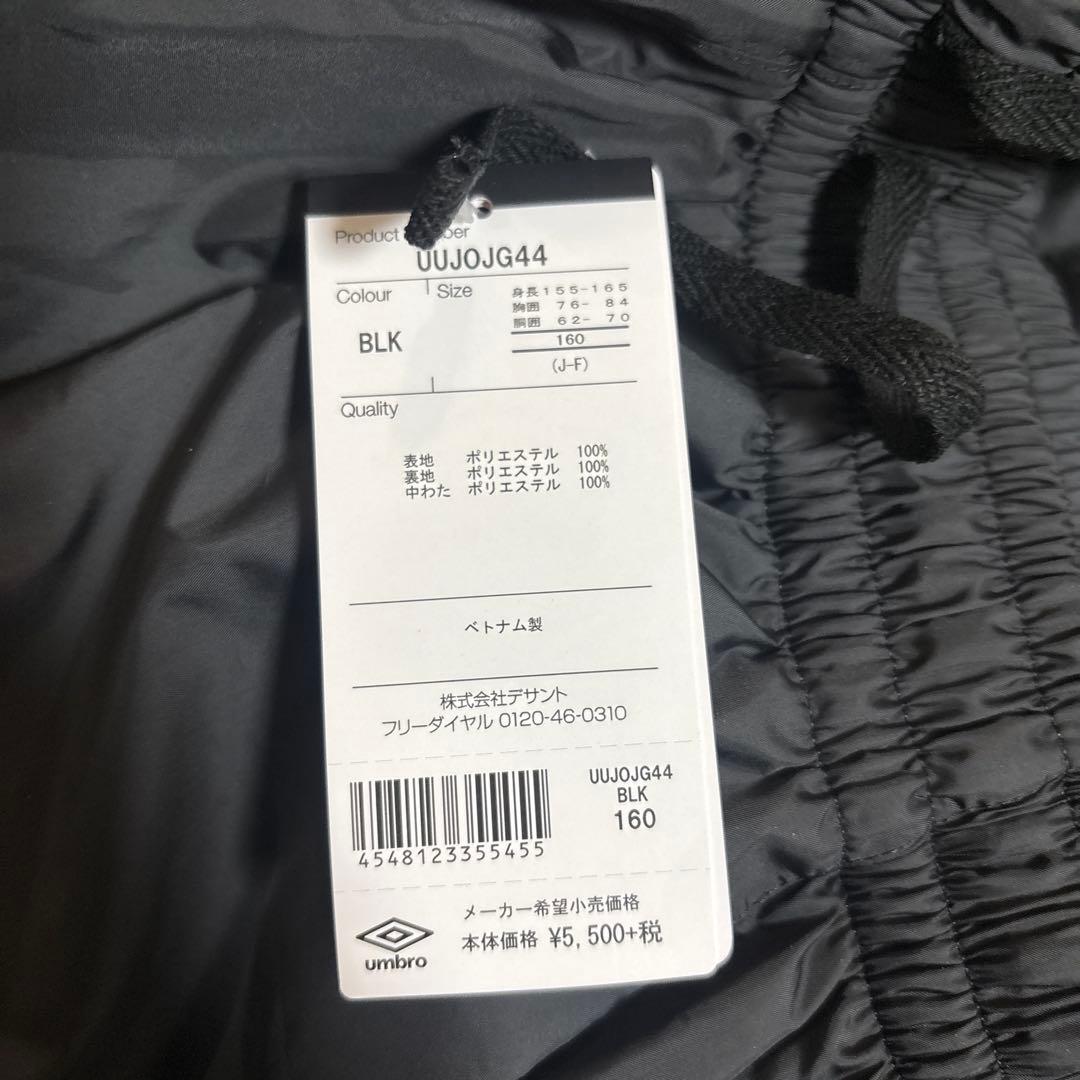 Product
UUJOJG44
Colour
Size
身長155-165
胸囲 76- 84
胴囲 62- 70
BLK
160
(J-F)
Quality
表地 ポリエステル 100%
裏地 ポリエステル 100%
中わた ポリエステル 100%
ベトナム製
株式会社デサント
フリーダイヤル 0120-46-0310
UUJOJG44
BLK
160
4548123355455
メーカー希望小売価格
本体価格 ¥5,500+税
umbro